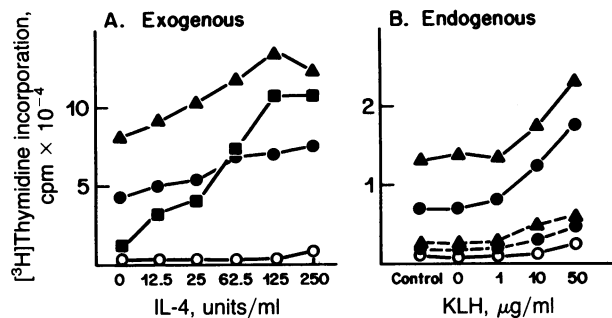 A. Exogenous
B. Endogenous
[³H]Thymidine incorporation,
cpm × 10⁻⁴
10
5
0 12.5 25 62.5 125 250
IL-4, units/ml
2
1
Control 0 1 10 50
KLH, μg/ml